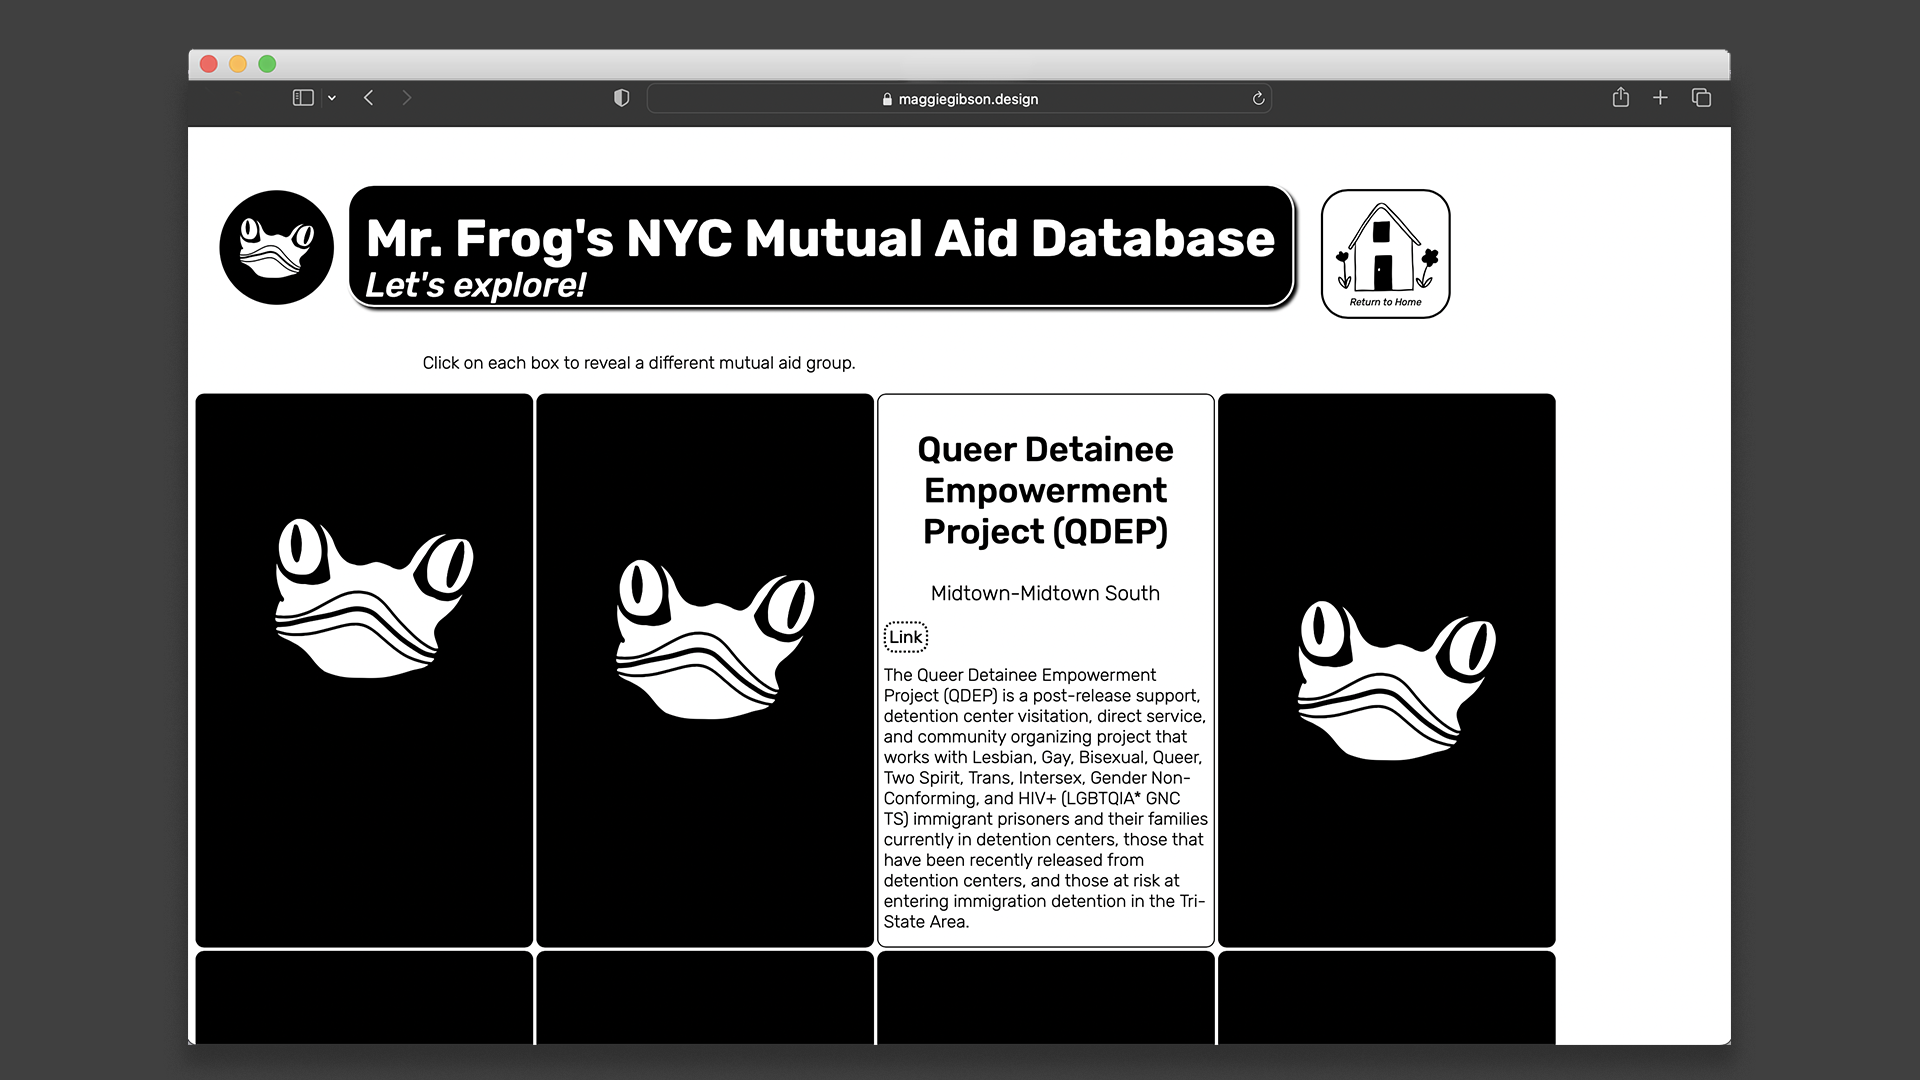 maggiegibson.design
Mr. Frog's NYC Mutual Aid Database
Let's explore!
Return to Home
Click on each box to reveal a different mutual aid group.
Queer Detainee
Empowerment
Project (QDEP)
Midtown-Midtown South
Link
The Queer Detainee Empowerment
Project (QDEP) is a post-release support,
detention center visitation, direct service,
and community organizing project that
works with Lesbian, Gay, Bisexual, Queer,
Two Spirit, Trans, Intersex, Gender Non-
Conforming, and HIV+ (LGBTQIA* GNC
TS) immigrant prisoners and their families
currently in detention centers, those that
have been recently released from
detention centers, and those at risk at
entering immigration detention in the Tri-
State Area.